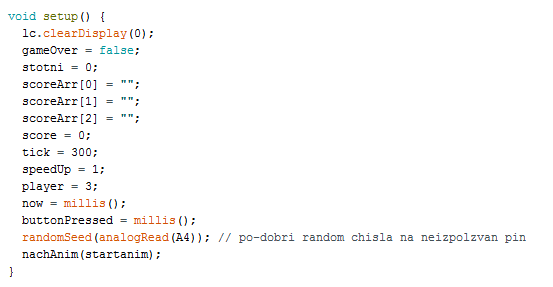 void setup() {
  lc.clearDisplay(0);
  gameOver = false;
  stotni = 0;
  scoreArr[0] = "";
  scoreArr[1] = "";
  scoreArr[2] = "";
  score = 0;
  tick = 300;
  speedUp = 1;
  player = 3;
  now = millis();
  buttonPressed = millis();
  randomSeed(analogRead(A4)); // po-dobri random chisla na neizpolzvan pin
  nachAnim(startanim);
}